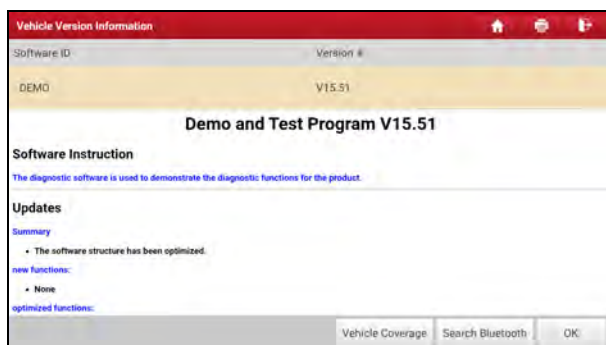 Vehicle Version Information
Software ID Version #
DEMO V15.51
Demo and Test Program V15.51
Software Instruction
The diagnostic software is used to demonstrate the diagnostic functions for the product.
Updates
Summary
• The software structure has been optimized.
new functions:
• None
optimized functions:
Vehicle Coverage Search Bluetooth OK